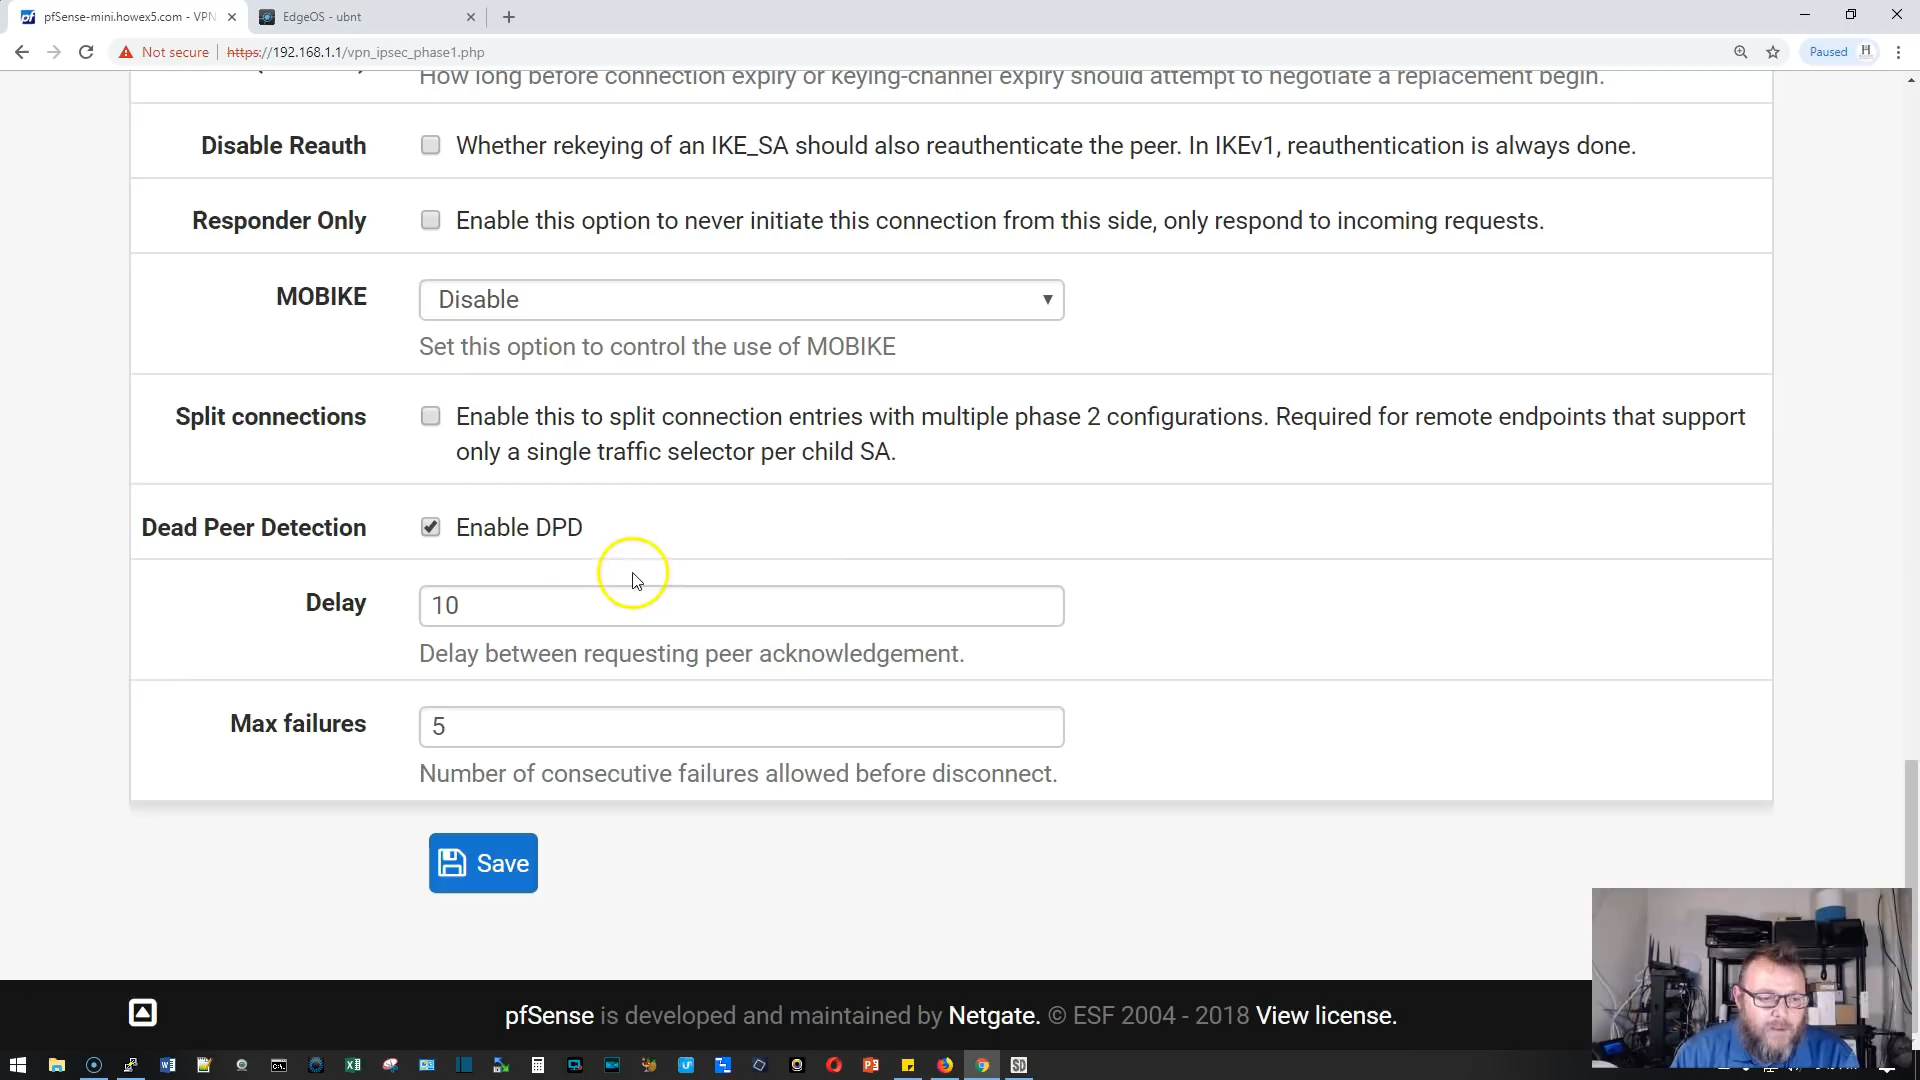 pfSense-mini.howex5.com - VPN
EdgeOS - ubnt
Not secure
https://192.168.1.1/vpn_ipsec_phase1.php
Paused
H
How long before connection expiry or keying-channel expiry should attempt to negotiate a replacement begin.
Disable Reauth
Whether rekeying of an IKE_SA should also reauthenticate the peer. In IKEv1, reauthentication is always done.
Responder Only
Enable this option to never initiate this connection from this side, only respond to incoming requests.
MOBIKE
Disable
Set this option to control the use of MOBIKE
Split connections
Enable this to split connection entries with multiple phase 2 configurations. Required for remote endpoints that support
only a single traffic selector per child SA.
Dead Peer Detection
Enable DPD
Delay
10
Delay between requesting peer acknowledgement.
Max failures
5
Number of consecutive failures allowed before disconnect.
Save
pfSense is developed and maintained by Netgate. © ESF 2004 - 2018 View license.